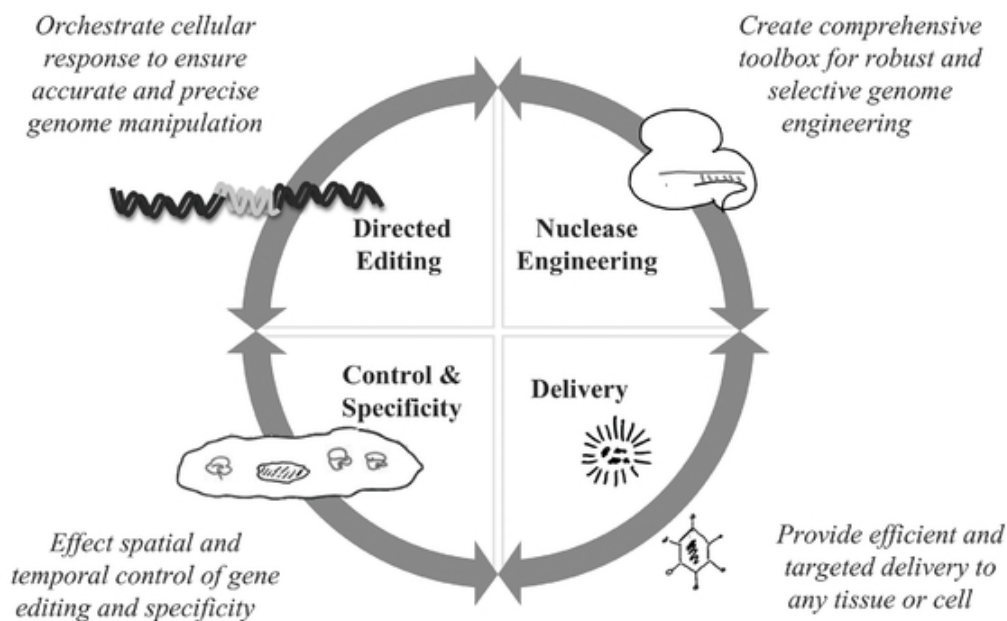 Orchestrate cellular
response to ensure
accurate and precise
genome manipulation
Create comprehensive
toolbox for robust and
selective genome
engineering
Directed
Editing
Nuclease
Engineering
Control &
Specificity
Delivery
Effect spatial and
temporal control of gene
editing and specificity
Provide efficient and
targeted delivery to
any tissue or cell